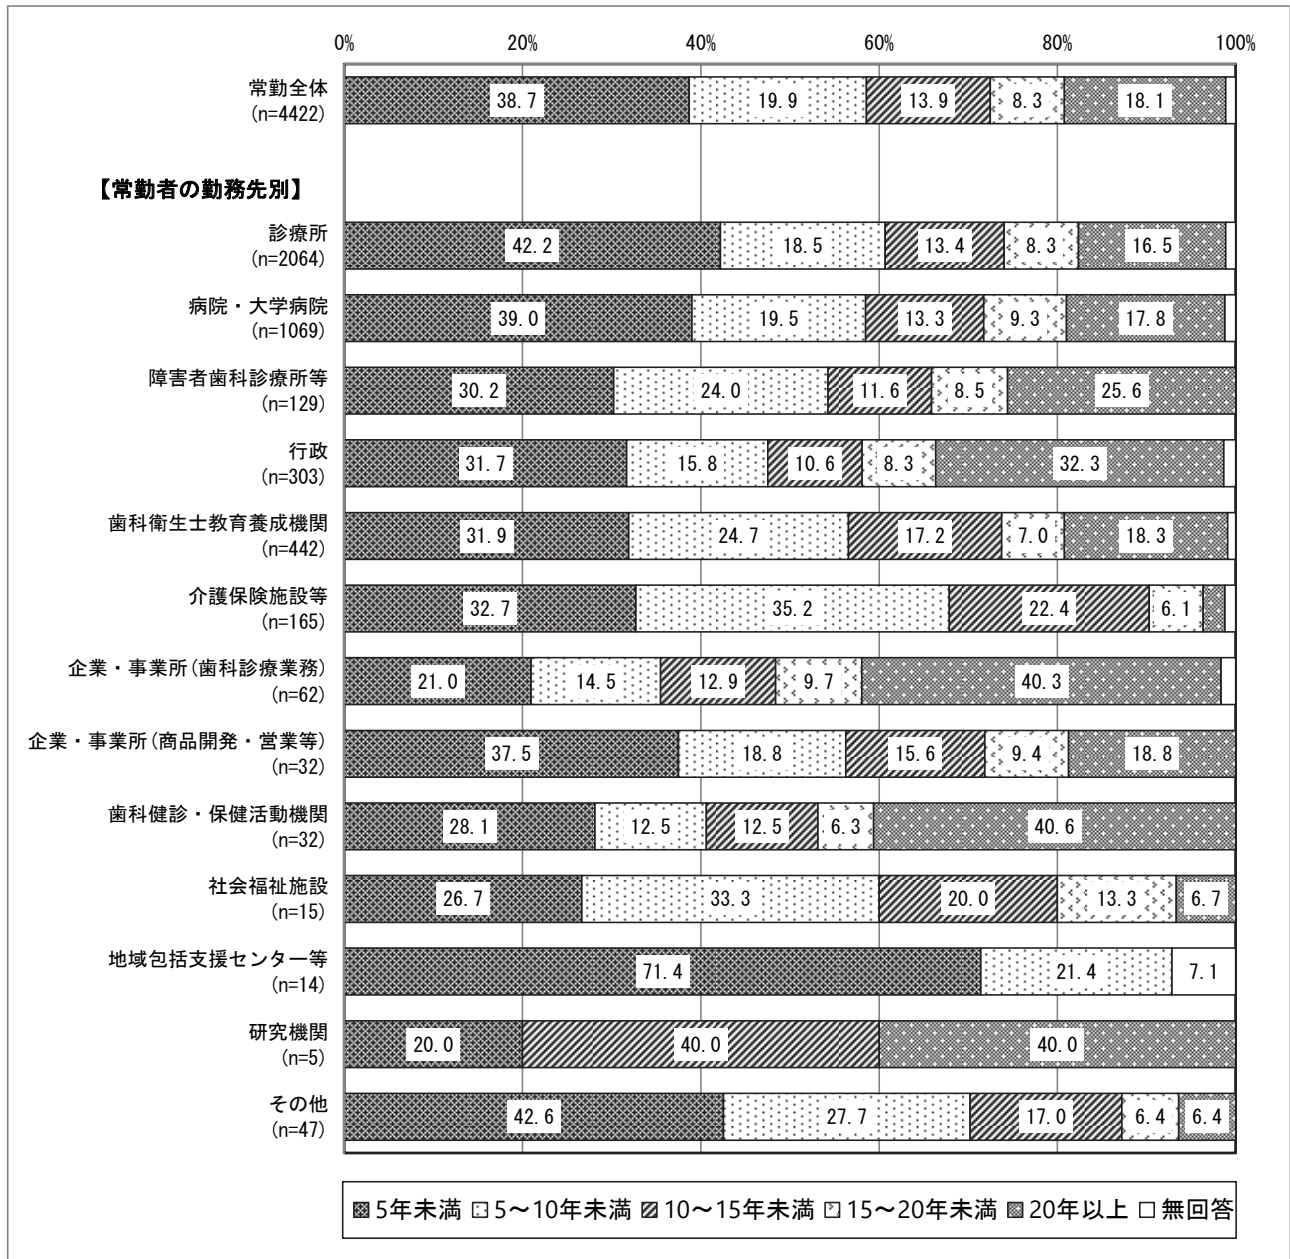 0% 20% 40% 60% 80% 100%
常勤全体
(n=4422)
38.7 19.9 13.9 8.3 18.1
【常勤者の勤務先別】
診療所
(n=2064)
42.2 18.5 13.4 8.3 16.5
病院・大学病院
(n=1069)
39.0 19.5 13.3 9.3 17.8
障害者歯科診療所等
(n=129)
30.2 24.0 11.6 8.5 25.6
行政
(n=303)
31.7 15.8 10.6 8.3 32.3
歯科衛生士教育養成機関
(n=442)
31.9 24.7 17.2 7.0 18.3
介護保険施設等
(n=165)
32.7 35.2 22.4 6.1
企業・事業所(歯科診療業務)
(n=62)
21.0 14.5 12.9 9.7 40.3
企業・事業所(商品開発・営業等)
(n=32)
37.5 18.8 15.6 9.4 18.8
歯科健診・保健活動機関
(n=32)
28.1 12.5 12.5 6.3 40.6
社会福祉施設
(n=15)
26.7 33.3 20.0 13.3 6.7
地域包括支援センター等
(n=14)
71.4 21.4 7.1
研究機関
(n=5)
20.0 40.0 40.0
その他
(n=47)
42.6 27.7 17.0 6.4 6.4
5年未満 5～10年未満 10～15年未満 15～20年未満 20年以上 無回答